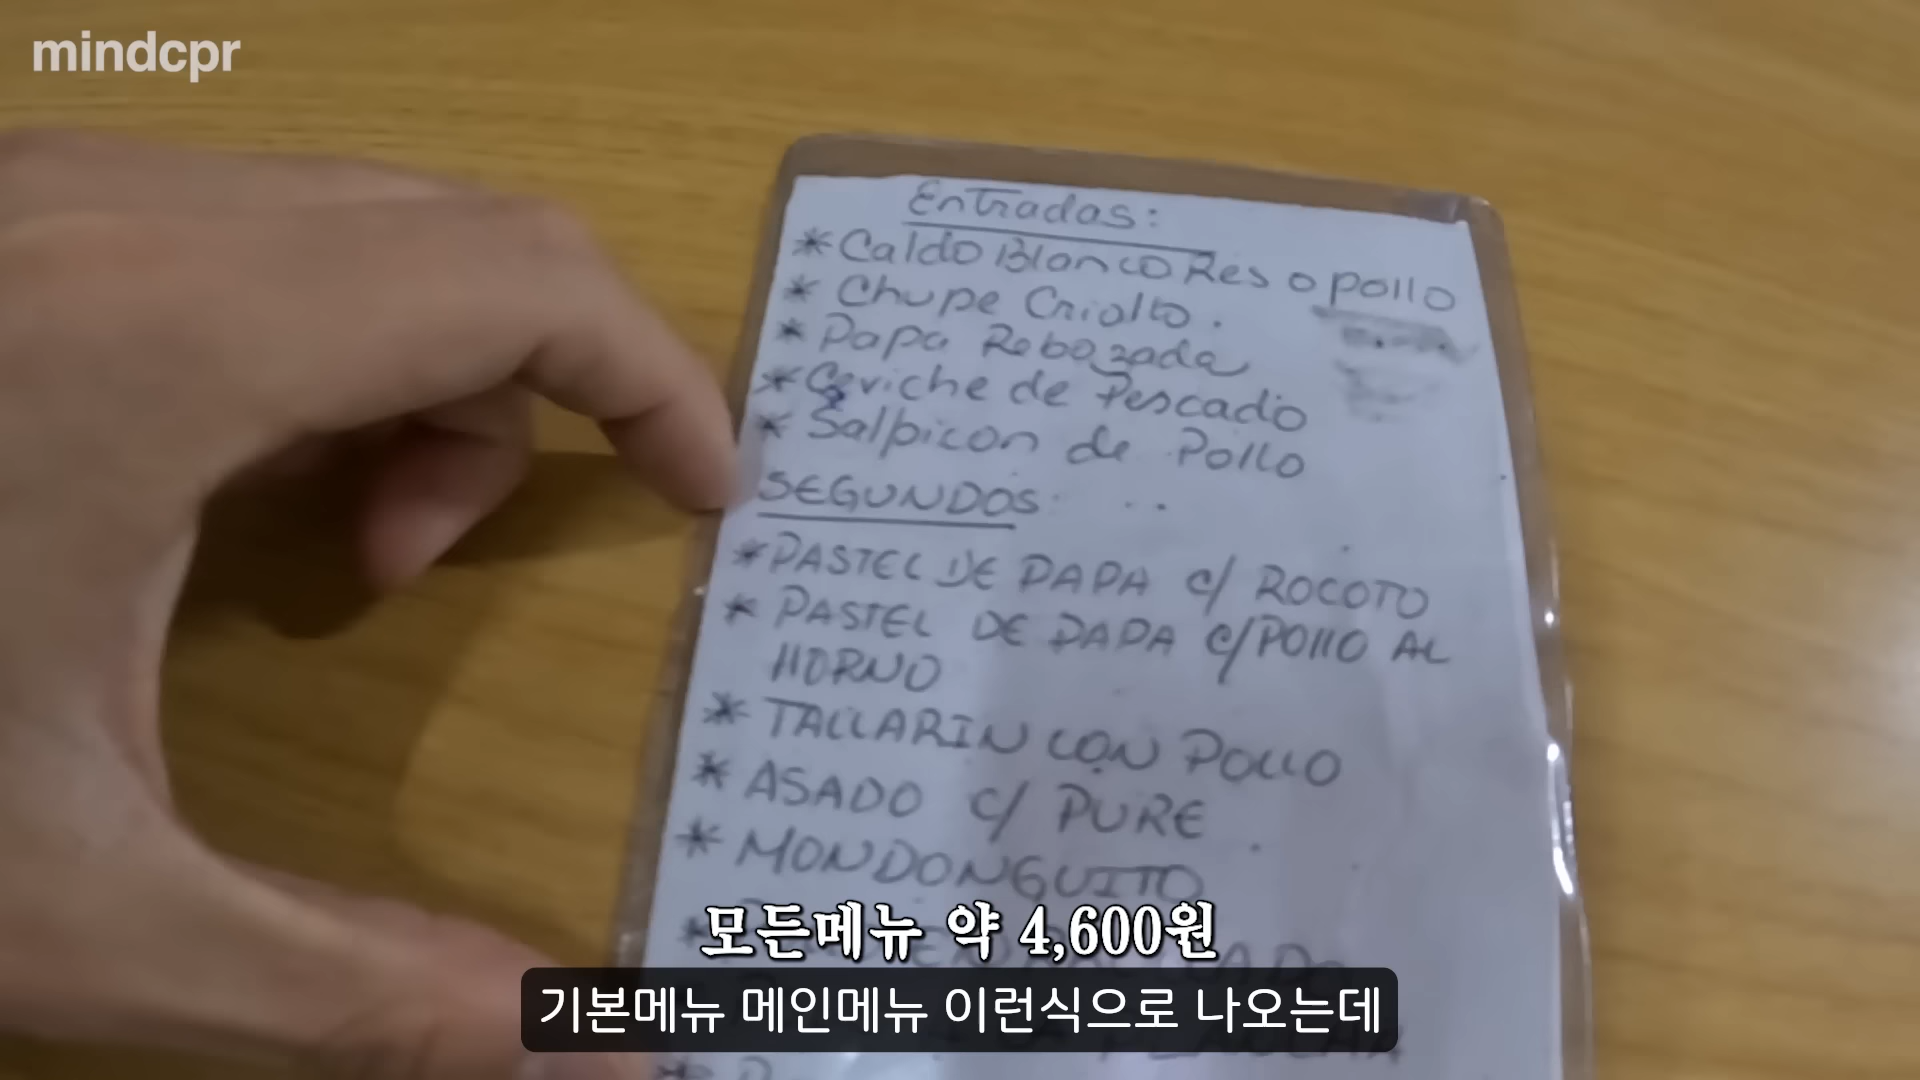 mindcpr
Entradas:
* Caldo Blanco Res o pollo
* Chupe Criollo.
* Papa Rebozada
* Ceviche de Pescado
* Salpicon de Pollo
SEGUNDOS:
* PASTEL DE PAPA c/ ROCOTO
* PASTEL DE PAPA c/POllO AL
HORNO
* TALLARIN CON POLLO
* ASADO c/ PURE
* MONDONGUITO
모든메뉴 약 4,600원
기본메뉴 메인메뉴 이런식으로 나오는데